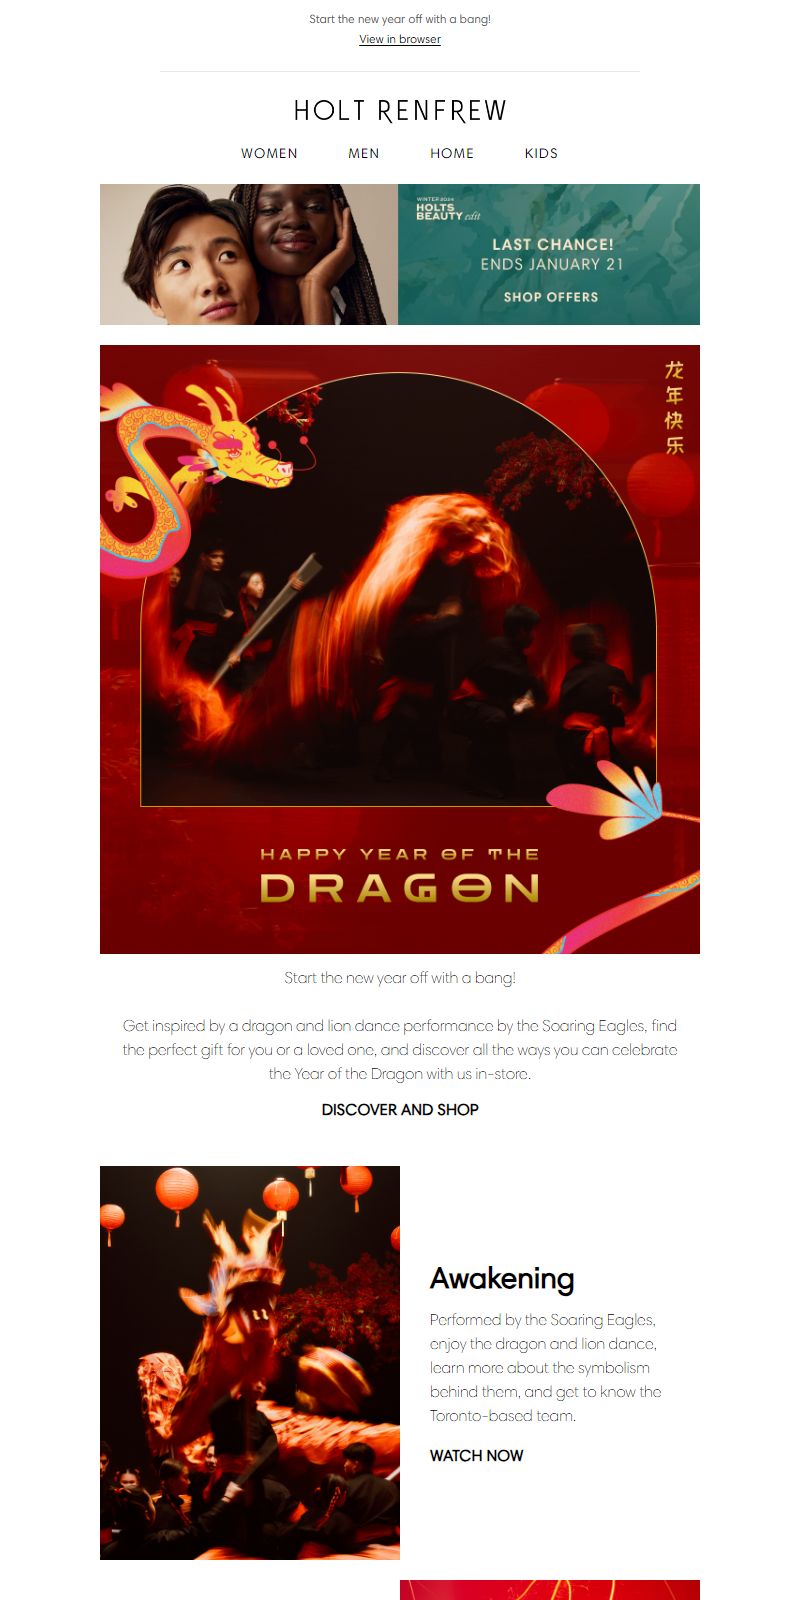 Start the new year off with a bang!
View in browser
HOLT RENFREW
WOMEN MEN HOME KIDS
WINTER 2024
HOLTS
BEAUTY edit
LAST CHANCE!
ENDS JANUARY 21
SHOP OFFERS
龙年快乐
HAPPY YEAR OF THE
DRAGON
Start the new year off with a bang!
Get inspired by a dragon and lion dance performance by the Soaring Eagles, find
the perfect gift for you or a loved one, and discover all the ways you can celebrate
the Year of the Dragon with us in-store.
DISCOVER AND SHOP
Awakening
Performed by the Soaring Eagles,
enjoy the dragon and lion dance,
learn more about the symbolism
behind them, and get to know the
Toronto-based team.
WATCH NOW